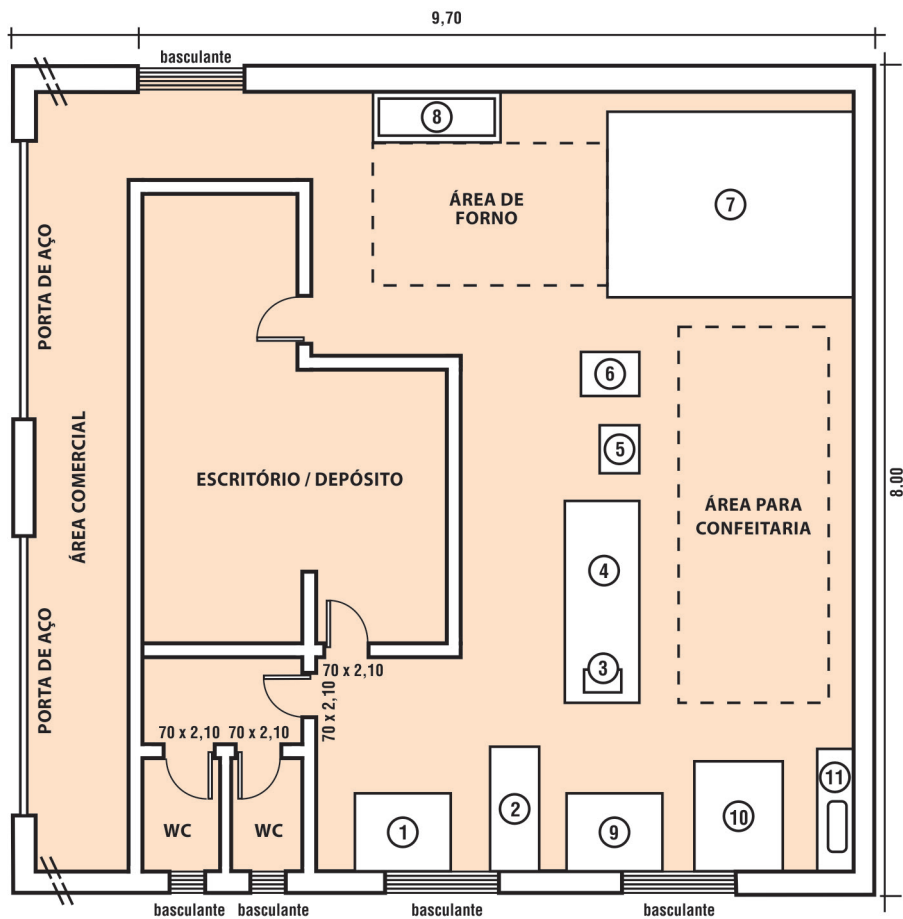 9,70
basculante
8
ÁREA DE
FORNO
7
PORTA DE AÇO
6
5
ÁREA COMERCIAL
ESCRITÓRIO / DEPÓSITO
8.00
ÁREA PARA
CONFEITARIA
4
3
PORTA DE AÇO
70 x 2,10
70 x 2,10
70 x 2,10
70 x 2,10
WC
WC
1
2
9
10
11
basculante
basculante
basculante
basculante